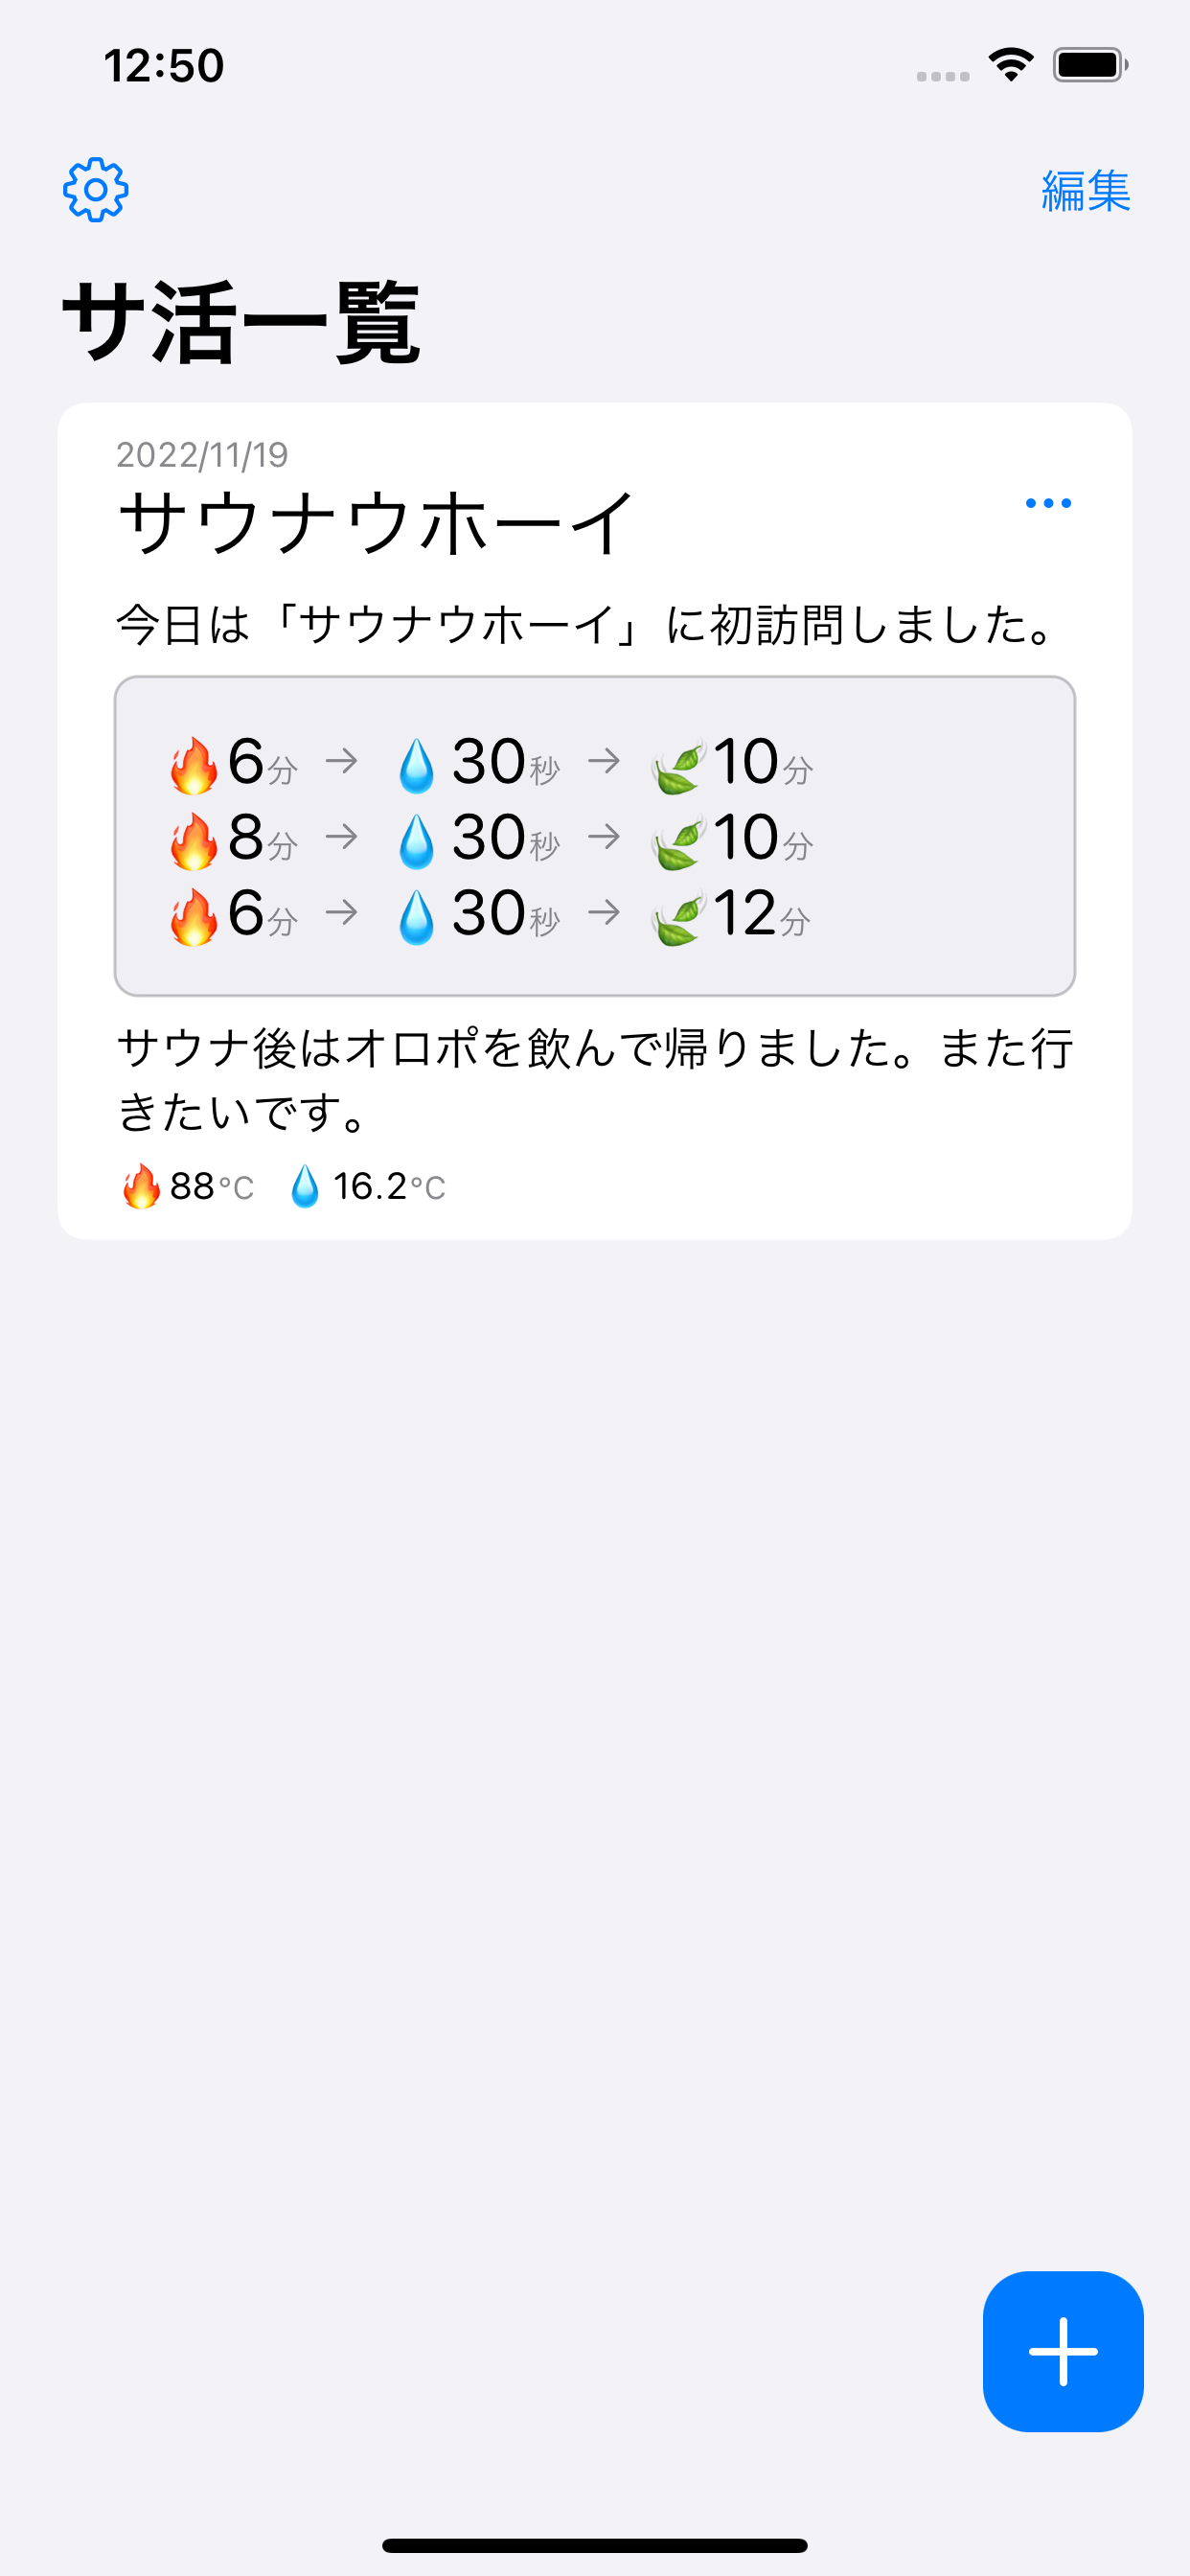 12:50
編集
サ活一覧
2022/11/19
サウナウホーイ
今日は「サウナウホーイ」に初訪問しました。
🔥6分 → 💧30秒 → 🍃10分
🔥8分 → 💧30秒 → 🍃10分
🔥6分 → 💧30秒 → 🍃12分
サウナ後はオロポを飲んで帰りました。また行
きたいです。
🔥88°C 💧16.2°C